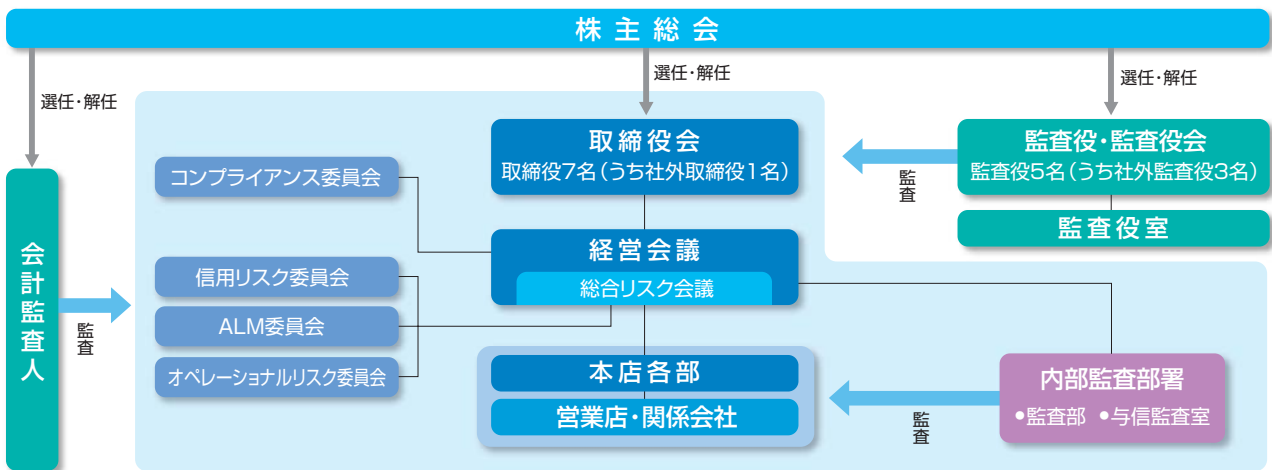 株主総会
選任・解任
選任・解任
選任・解任
取締役会
取締役7名（うち社外取締役1名）
監査
監査役・監査役会
監査役5名（うち社外監査役3名）
監査役室
コンプライアンス委員会
会計監査人
監査
経営会議
総合リスク会議
信用リスク委員会
ALM委員会
オペレーショナルリスク委員会
本店各部
営業店・関係会社
監査
内部監査部署
●監査部 ●与信監査室